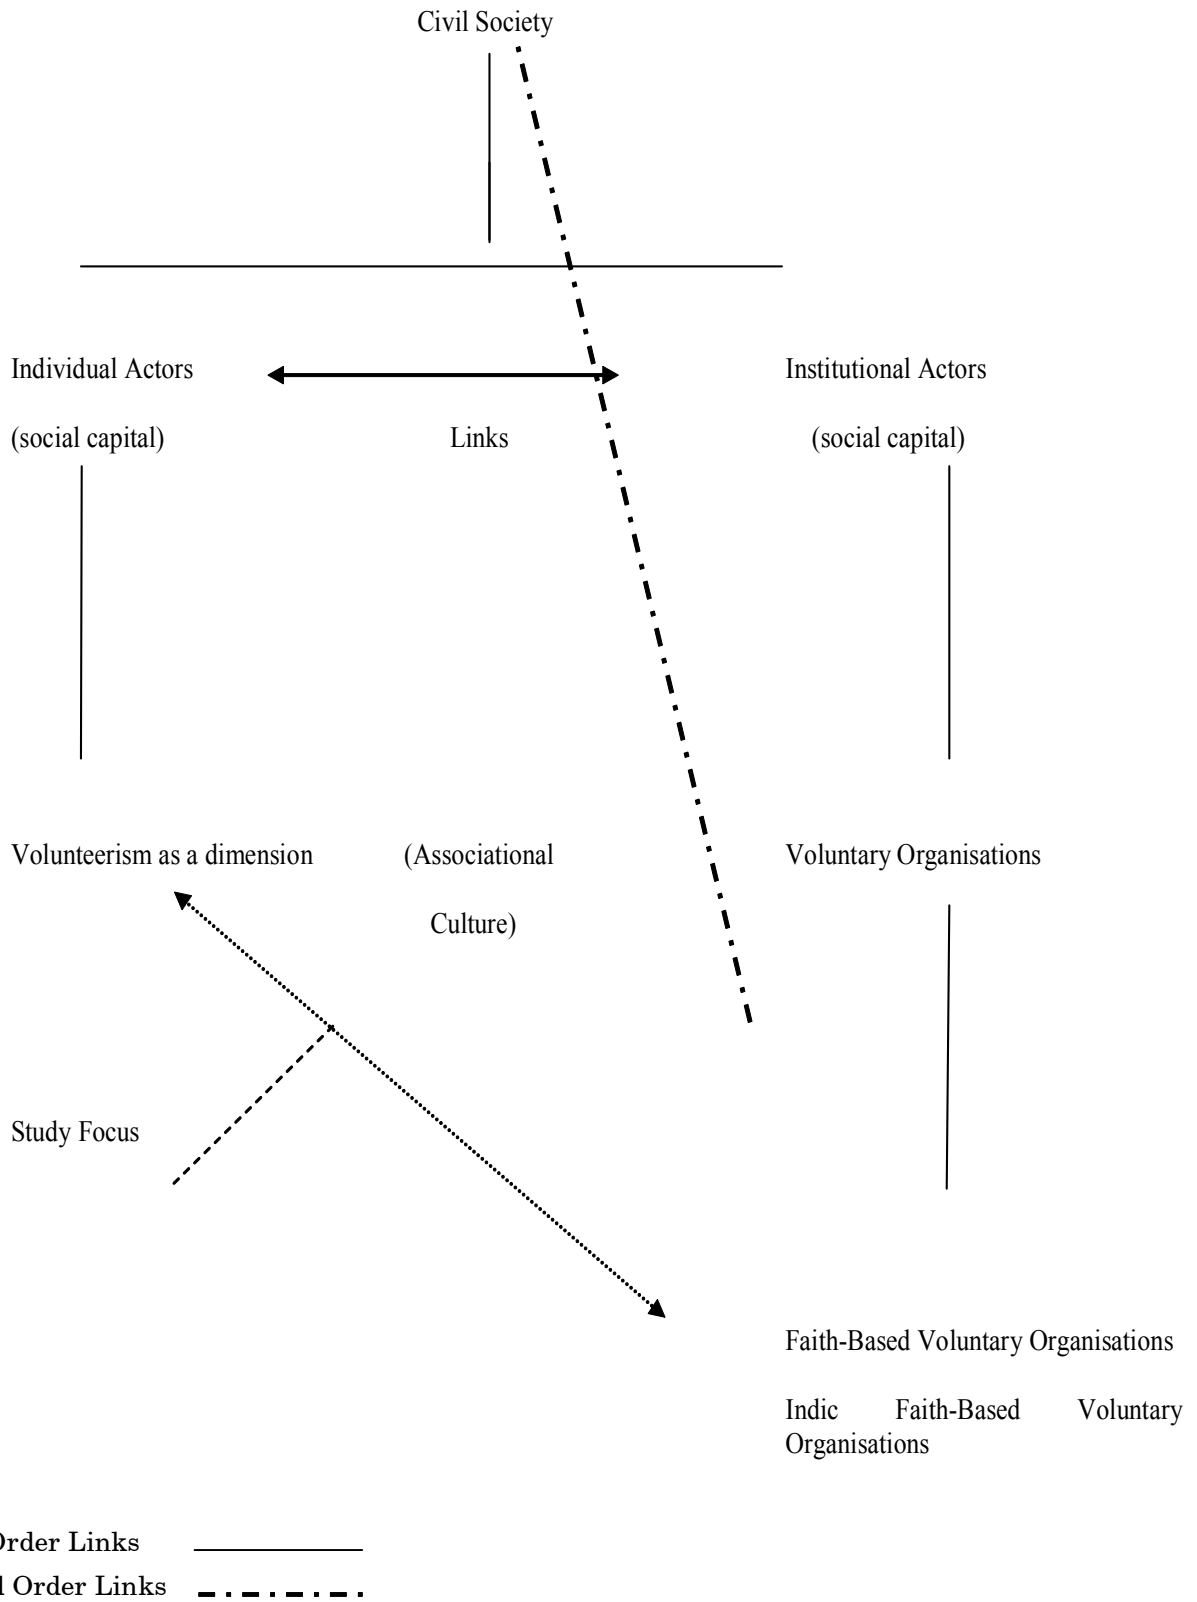 Civil Society
Individual Actors
Institutional Actors
(social capital)
Links
(social capital)
Volunteerism as a dimension
(Associational
Voluntary Organisations
Culture)
Study Focus
Faith-Based Voluntary Organisations
Indic Faith-Based Voluntary
Organisations
Order Links
Order Links